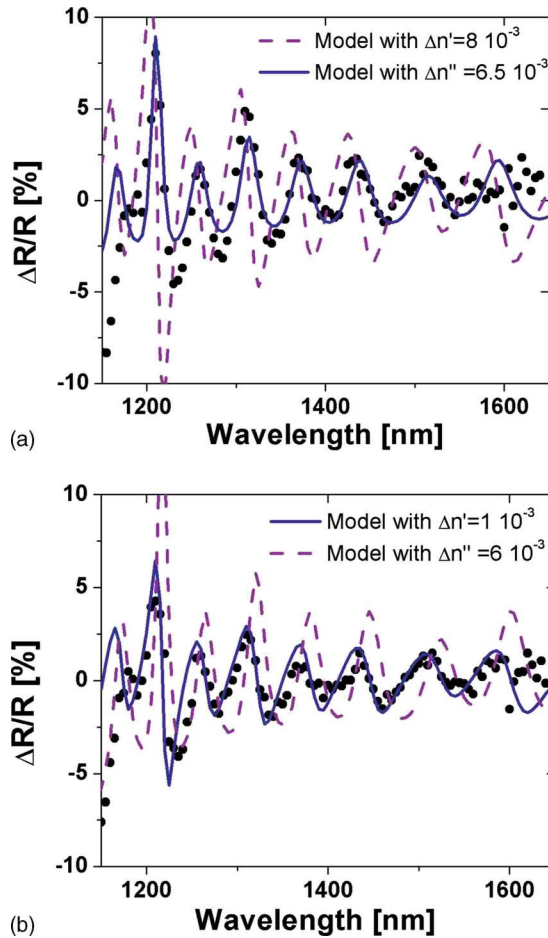 10
Model with Δn'=8 10⁻³
Model with Δn'' =6.5 10⁻³
5
0
-5
-10
ΔR/R [%]
1200 1400 1600
(a)
Wavelength [nm]
10
Model with Δn'=1 10⁻³
Model with Δn'' =6 10⁻³
5
0
-5
-10
ΔR/R [%]
1200 1400 1600
(b)
Wavelength [nm]